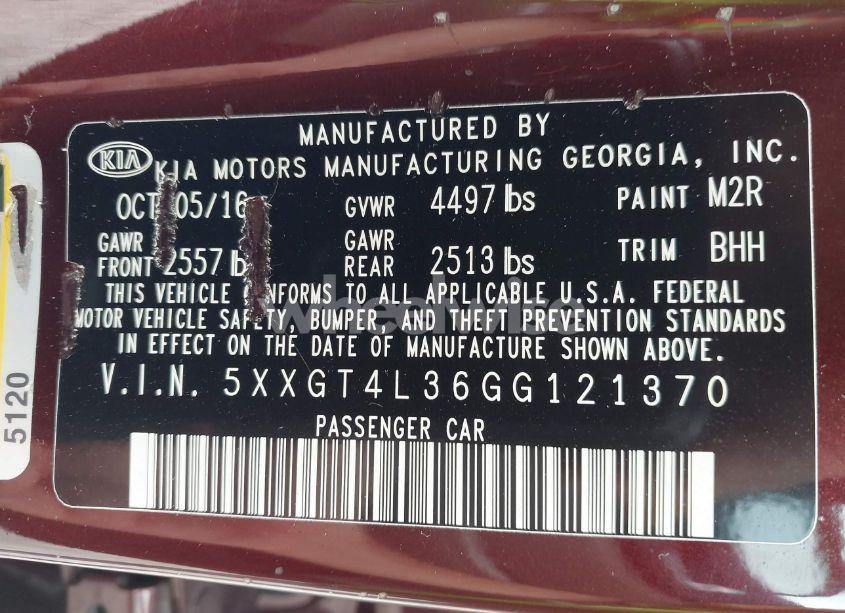 MANUFACTURED BY
KIA KIA MOTORS MANUFACTURING GEORGIA, INC.
OCT 05/16 GVWR 4497 lbs PAINT M2R
GAWR FRONT 2557 lb GAWR REAR 2513 lbs TRIM BHH
THIS VEHICLE NFORMS TO ALL APPLICABLE U.S.A. FEDERAL
MOTOR VEHICLE SAFETY, BUMPER, AND THEFT PREVENTION STANDARDS
IN EFFECT ON THE DATE OF MANUFACTURE SHOWN ABOVE.
V.I.N. 5XXGT4L36GG121370
PASSENGER CAR
5120